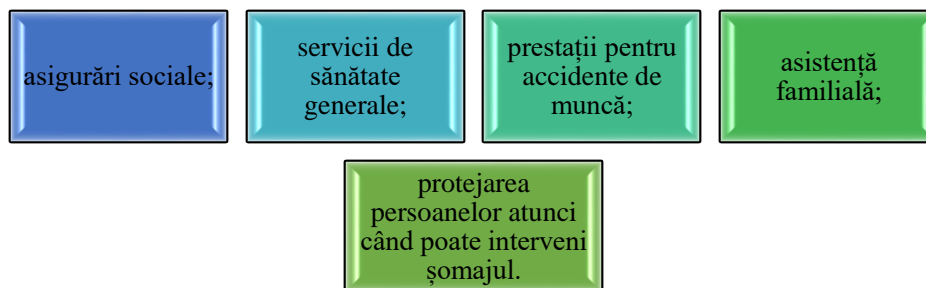 asigurări sociale;
servicii de
sănătate
generale;
prestații pentru
accidente de
muncă;
asistență
familială;
protejarea
persoanelor atunci
când poate interveni
șomajul.